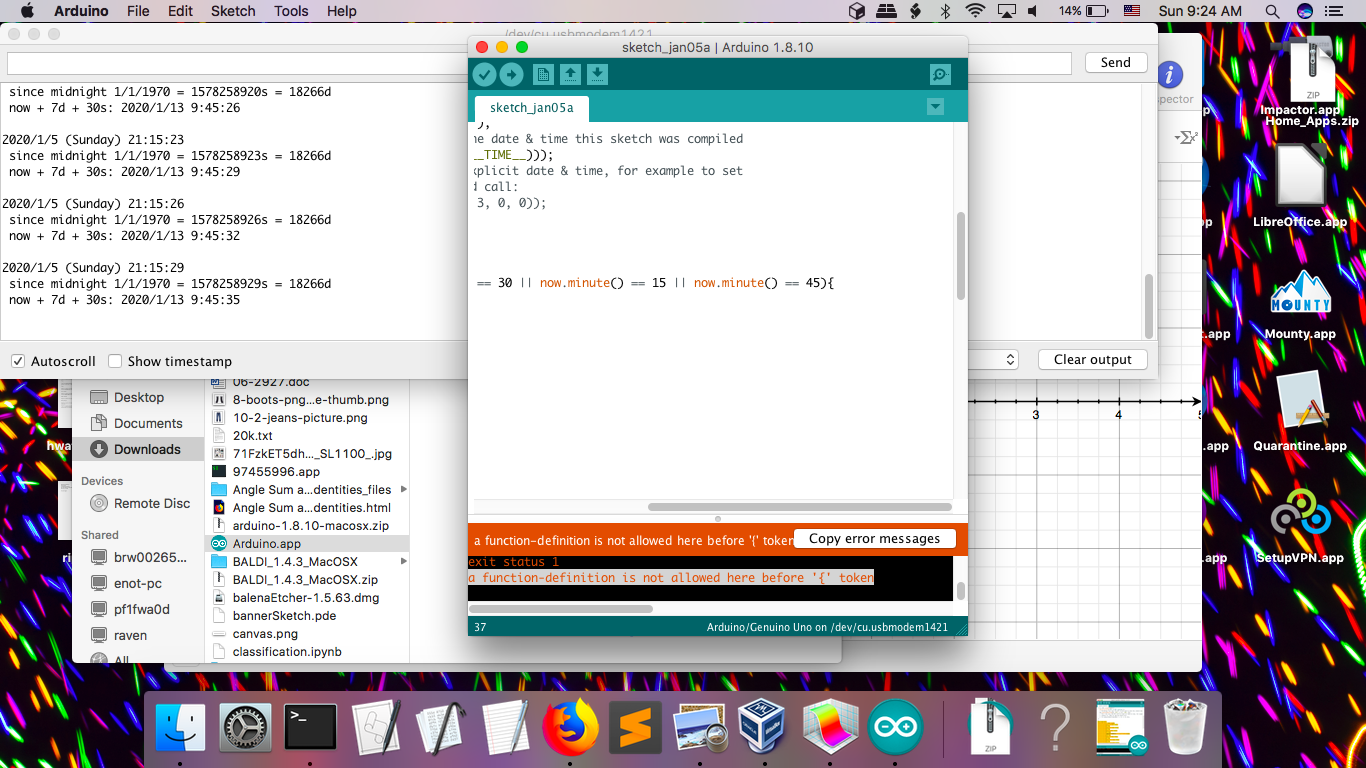 Arduino File Edit Sketch Tools Help 14% Sun 9:24 AM
/dev/cu.usbmodem1421
Send
since midnight 1/1/1970 = 1578258920s = 18266d
now + 7d + 30s: 2020/1/13 9:45:26
2020/1/5 (Sunday) 21:15:23
since midnight 1/1/1970 = 1578258923s = 18266d
now + 7d + 30s: 2020/1/13 9:45:29
2020/1/5 (Sunday) 21:15:26
since midnight 1/1/1970 = 1578258926s = 18266d
now + 7d + 30s: 2020/1/13 9:45:32
2020/1/5 (Sunday) 21:15:29
since midnight 1/1/1970 = 1578258929s = 18266d
now + 7d + 30s: 2020/1/13 9:45:35
Autoscroll Show timestamp
Clear output
sketch_jan05a | Arduino 1.8.10
sketch_jan05a
),
ne date & time this sketch was compiled
__TIME__)));
xplicit date & time, for example to set
d call:
3, 0, 0));
== 30 || now.minute() == 15 || now.minute() == 45){
a function-definition is not allowed here before '{' token
Copy error messages
exit status 1
a function-definition is not allowed here before '{' token
37
Arduino/Genuino Uno on /dev/cu.usbmodem1421
Desktop
Documents
Downloads
Devices
Remote Disc
Shared
brw00265...
enot-pc
pf1fwa0d
raven
All
06-2927.doc
8-boots-png...e-thumb.png
10-2-jeans-picture.png
20k.txt
71FzkET5dh..._SL1100_.jpg
97455996.app
Angle Sum a...dentities_files
Angle Sum a...dentities.html
arduino-1.8.10-macosx.zip
Arduino.app
BALDI_1.4.3_MacOSX
BALDI_1.4.3_MacOSX.zip
balenaEtcher-1.5.63.dmg
bannerSketch.pde
canvas.png
classification.ipynb
spector
Σx²
3 4 5
hwa
ri
ZIP
Impactor.app
Home_Apps.zip
LibreOffice.app
MOUNTY
Mounty.app
Quarantine.app
SetupVPN.app
.app
.app
>_
ZIP